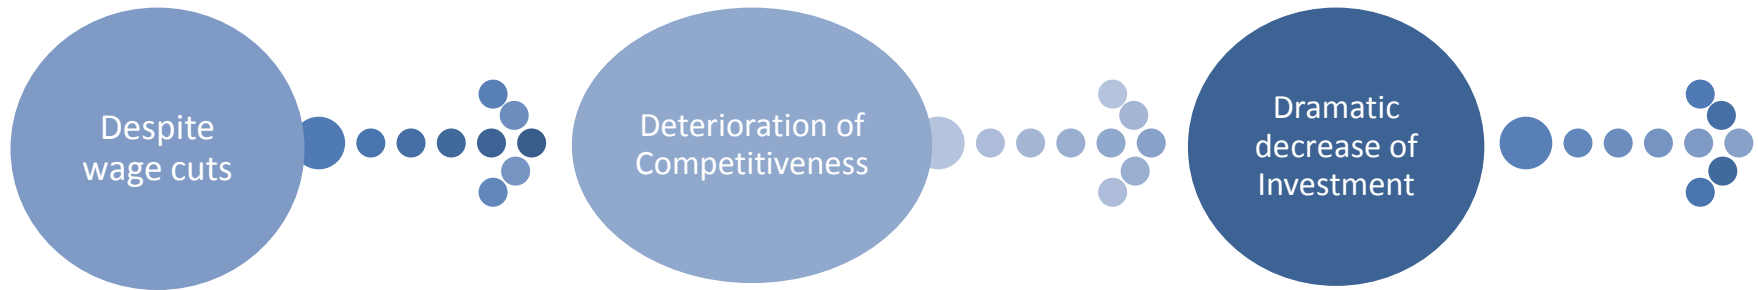 Despite
wage cuts
Deterioration of
Competitiveness
Dramatic
decrease of
Investment